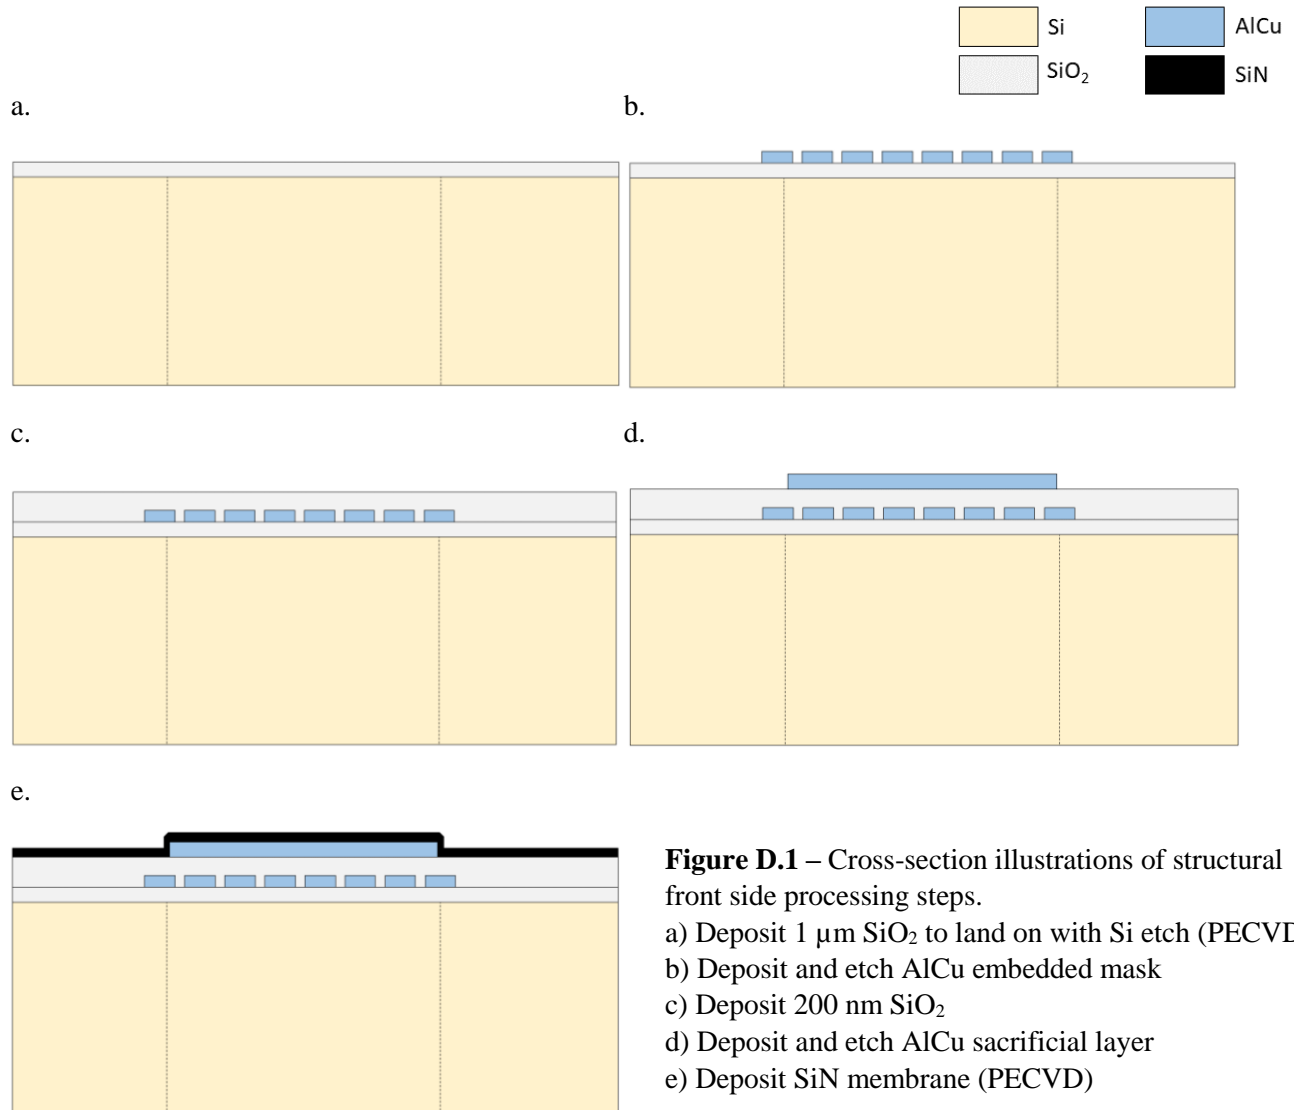 Si
AlCu
SiO₂
SiN
a.
b.
c.
d.
e.
Figure D.1 – Cross-section illustrations of structural
front side processing steps.
a) Deposit 1 µm SiO₂ to land on with Si etch (PECVD
b) Deposit and etch AlCu embedded mask
c) Deposit 200 nm SiO₂
d) Deposit and etch AlCu sacrificial layer
e) Deposit SiN membrane (PECVD)